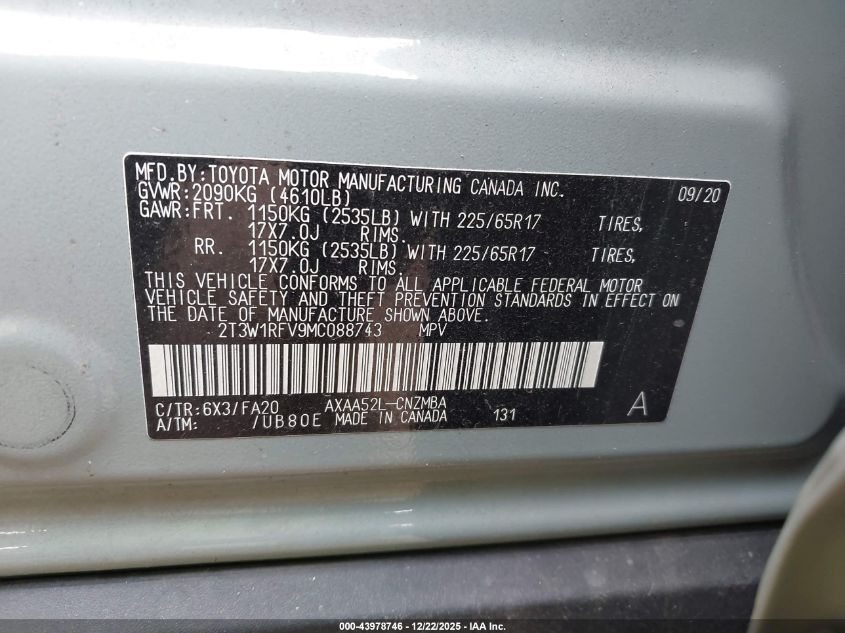 MFD.BY:TOYOTA MOTOR MANUFACTURING CANADA INC. 09/20
GVWR:2090KG (4610LB)
GAWR:FRT. 1150KG (2535LB) WITH 225/65R17 TIRES,
17X7.0J RIMS.
RR. 1150KG (2535LB) WITH 225/65R17 TIRES,
17X7.0J RIMS.
THIS VEHICLE CONFORMS TO ALL APPLICABLE FEDERAL MOTOR
VEHICLE SAFETY AND THEFT PREVENTION STANDARDS IN EFFECT ON
THE DATE OF MANUFACTURE SHOWN ABOVE.
2T3W1RFV9MC088743 MPV
C/TR:6X3/FA20 AXAA52L-CNZMBA
A/TM: /UB80E MADE IN CANADA 131 A
000-43978746 - 12/22/2025 - IAA Inc.